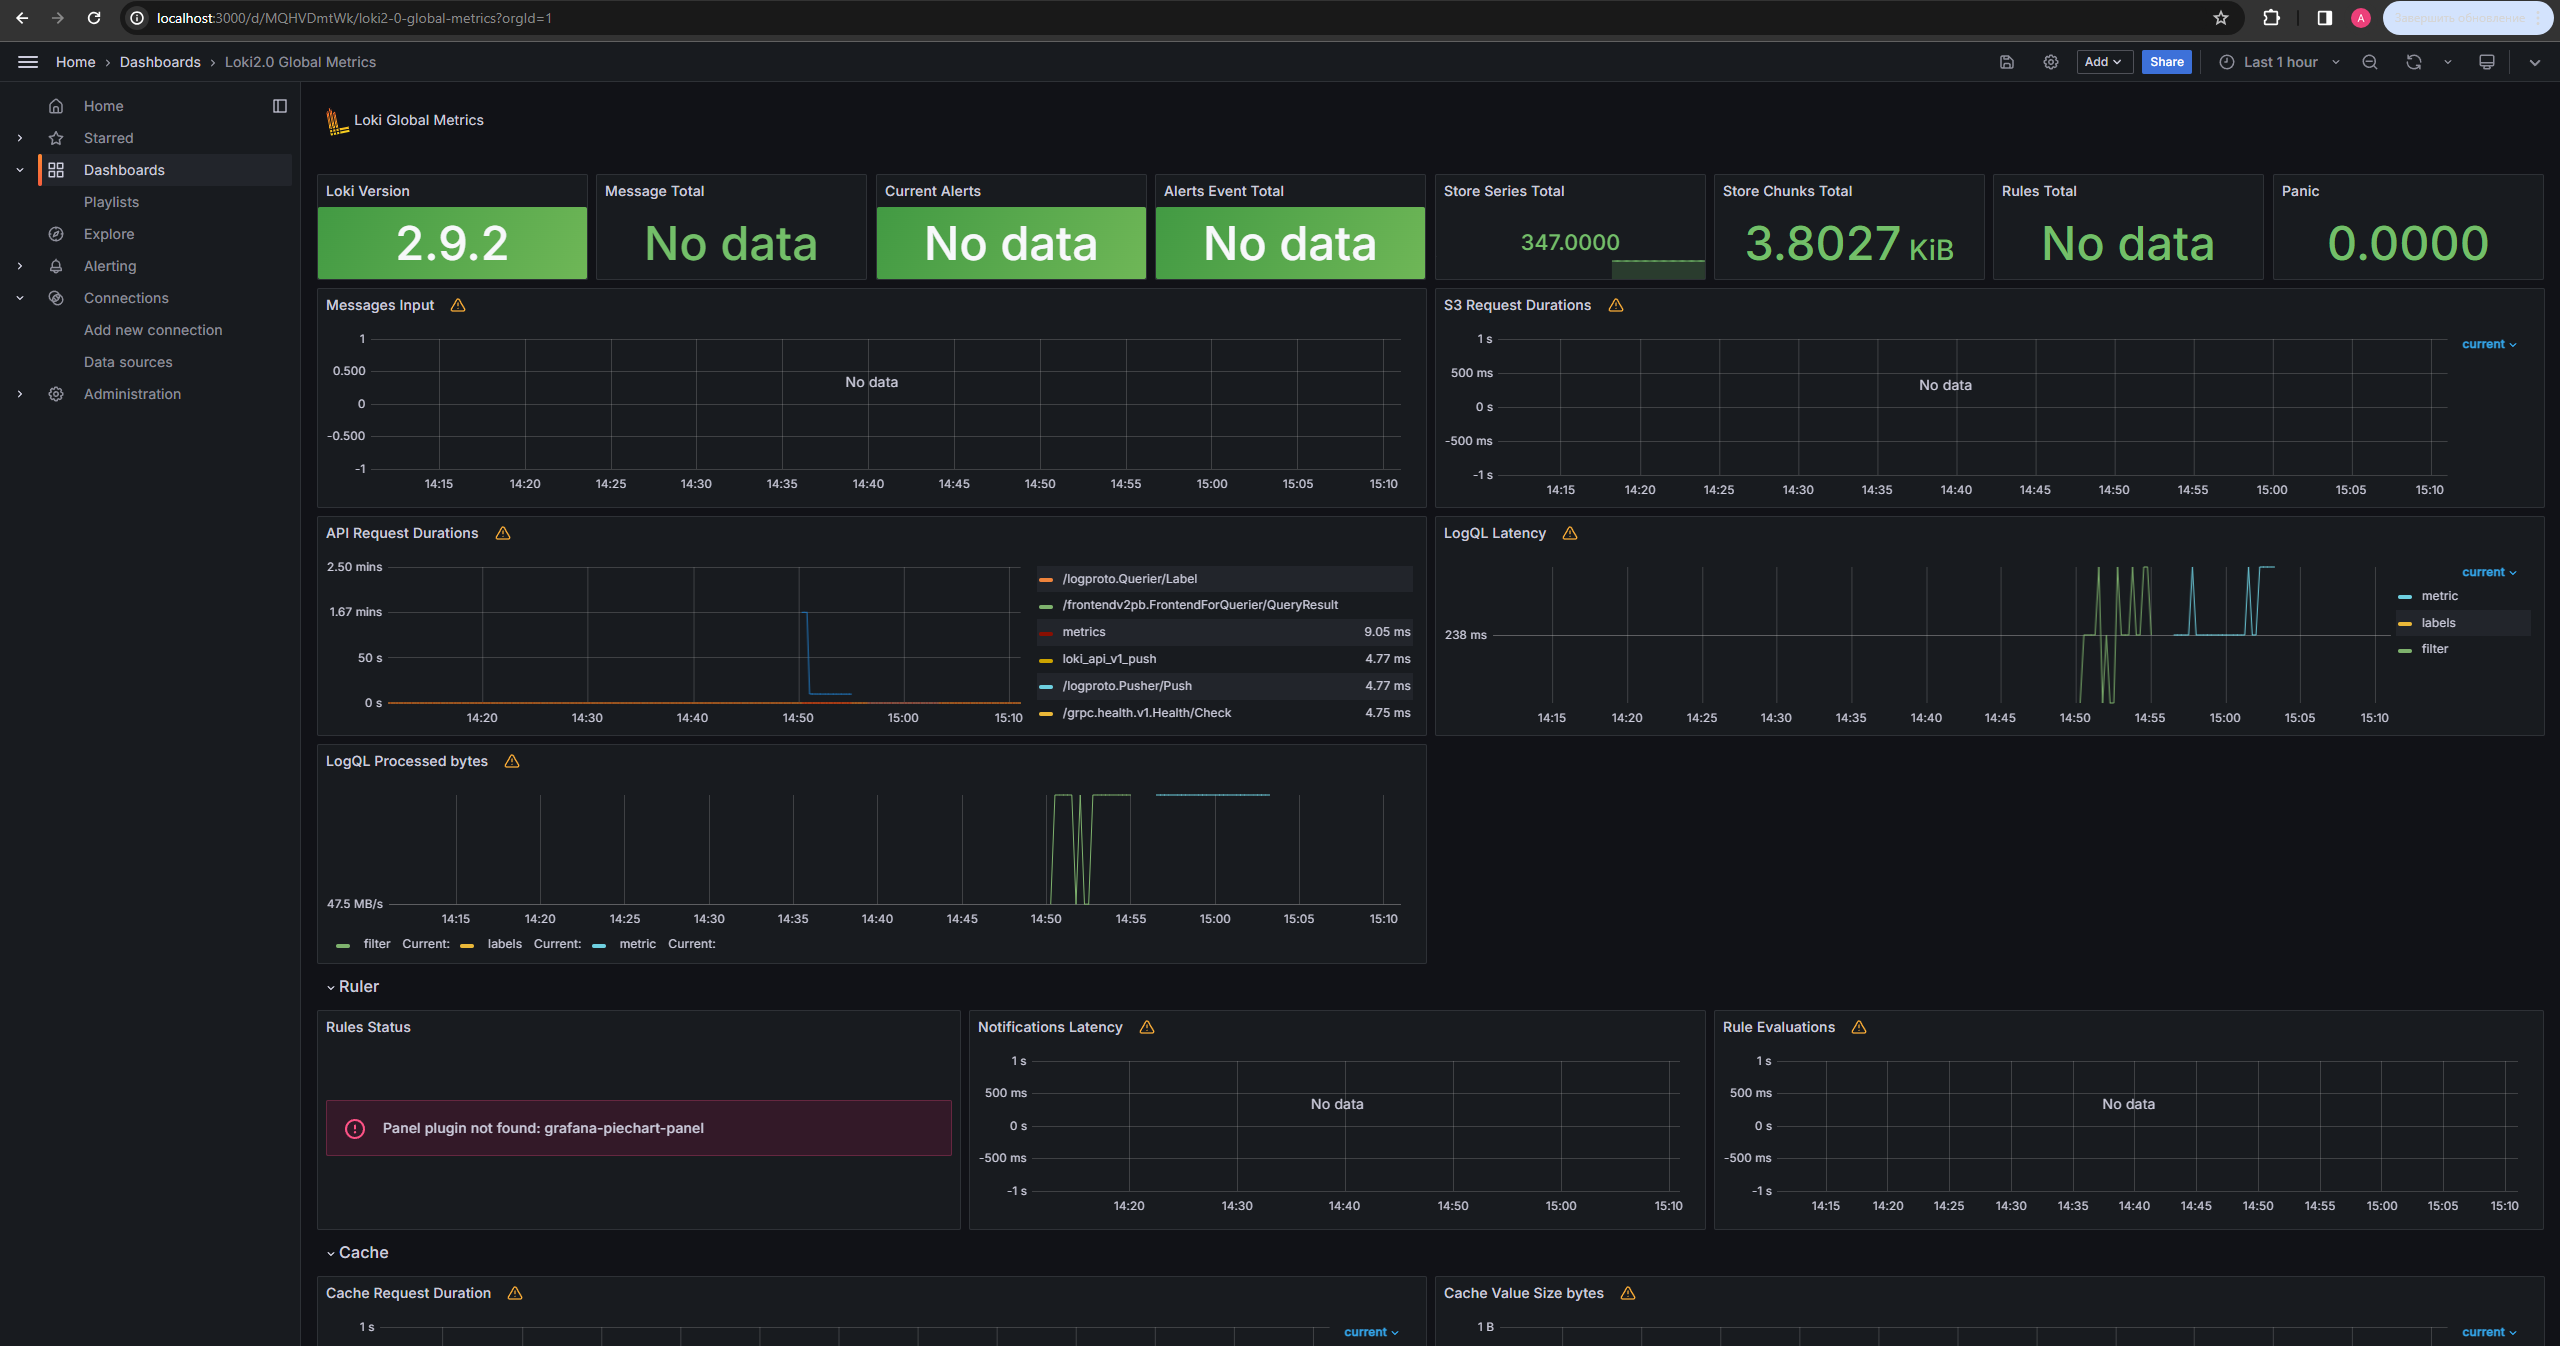 localhost:3000/d/MQHVDmtWk/loki2-0-global-metrics?orgId=1
A
Завершить обновление
Home › Dashboards › Loki2.0 Global Metrics
Add
Share
Last 1 hour
Home
Starred
Dashboards
Playlists
Explore
Alerting
Connections
Add new connection
Data sources
Administration
Loki Global Metrics
Loki Version
2.9.2
Message Total
No data
Current Alerts
No data
Alerts Event Total
No data
Store Series Total
347.0000
Store Chunks Total
3.8027 KiB
Rules Total
No data
Panic
0.0000
Messages Input
1
0.500
0
-0.500
-1
No data
14:15 14:20 14:25 14:30 14:35 14:40 14:45 14:50 14:55 15:00 15:05 15:10
S3 Request Durations
1 s
500 ms
0 s
-500 ms
-1 s
No data
current
14:15 14:20 14:25 14:30 14:35 14:40 14:45 14:50 14:55 15:00 15:05 15:10
API Request Durations
2.50 mins
1.67 mins
50 s
0 s
14:20 14:30 14:40 14:50 15:00 15:10
/logproto.Querier/Label
/frontendv2pb.FrontendForQuerier/QueryResult
metrics 9.05 ms
loki_api_v1_push 4.77 ms
/logproto.Pusher/Push 4.77 ms
/grpc.health.v1.Health/Check 4.75 ms
LogQL Latency
238 ms
14:15 14:20 14:25 14:30 14:35 14:40 14:45 14:50 14:55 15:00 15:05 15:10
current
metric
labels
filter
LogQL Processed bytes
47.5 MB/s
14:15 14:20 14:25 14:30 14:35 14:40 14:45 14:50 14:55 15:00 15:05 15:10
filter Current: labels Current: metric Current:
Ruler
Rules Status
Panel plugin not found: grafana-piechart-panel
Notifications Latency
1 s
500 ms
0 s
-500 ms
-1 s
No data
14:20 14:30 14:40 14:50 15:00 15:10
Rule Evaluations
1 s
500 ms
0 s
-500 ms
-1 s
No data
14:15 14:20 14:25 14:30 14:35 14:40 14:45 14:50 14:55 15:00 15:05 15:10
Cache
Cache Request Duration
1 s
current
Cache Value Size bytes
1 B
current